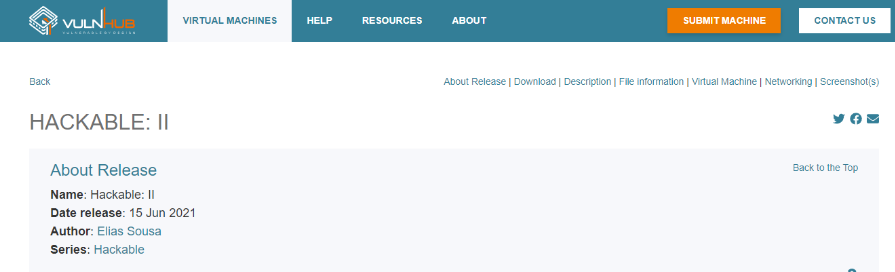 VULNHUB
VULNERABLE BY DESIGN
VIRTUAL MACHINES HELP RESOURCES ABOUT SUBMIT MACHINE CONTACT US
Back
About Release | Download | Description | File information | Virtual Machine | Networking | Screenshot(s)
HACKABLE: II
About Release
Back to the Top
Name: Hackable: II
Date release: 15 Jun 2021
Author: Elias Sousa
Series: Hackable